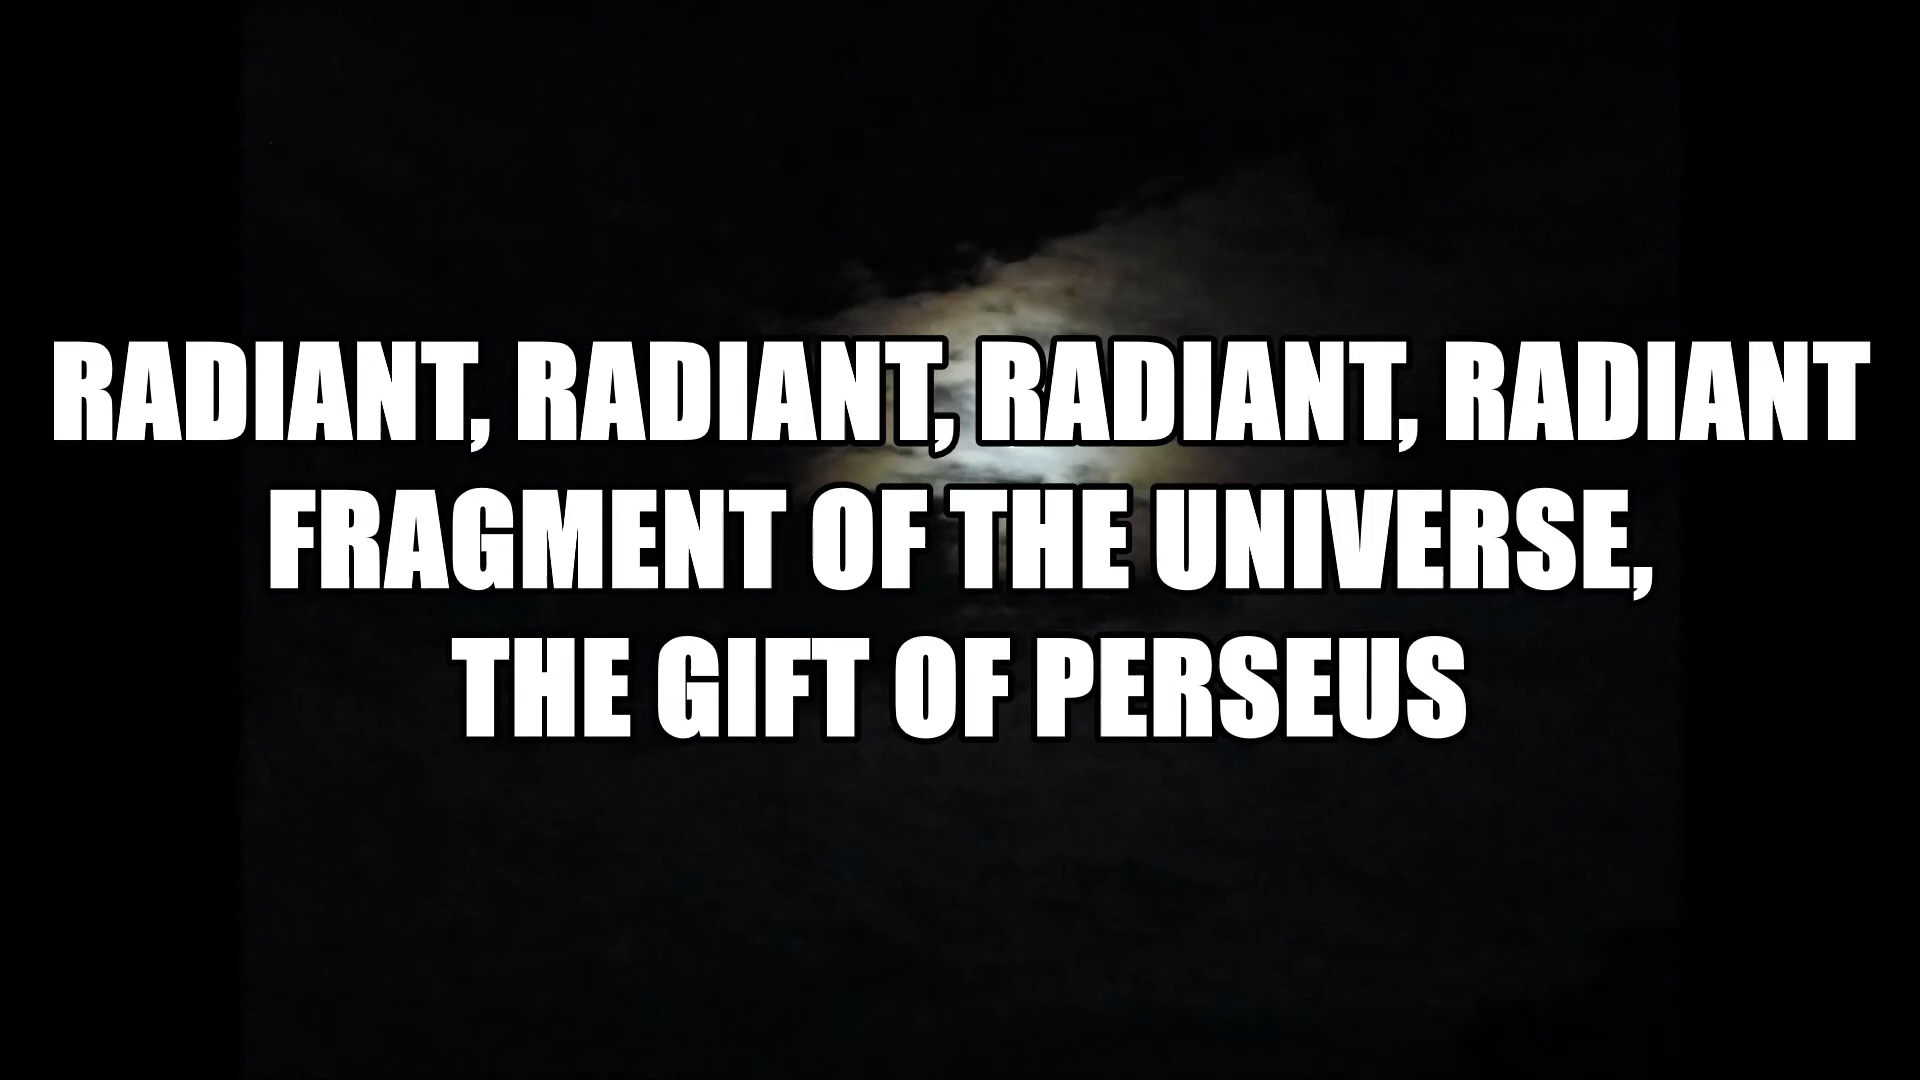 RADIANT, RADIANT, RADIANT, RADIANT
FRAGMENT OF THE UNIVERSE,
THE GIFT OF PERSEUS